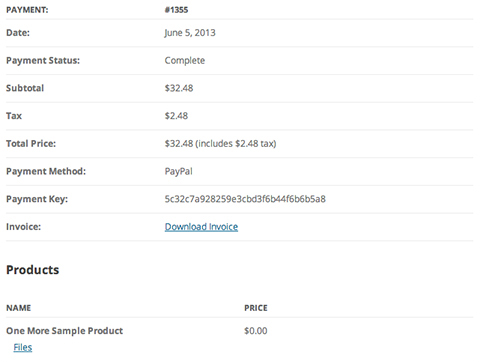 PAYMENT: #1355
Date: June 5, 2013
Payment Status: Complete
Subtotal $32.48
Tax $2.48
Total Price: $32.48 (includes $2.48 tax)
Payment Method: PayPal
Payment Key: 5c32c7a928259e3cbd3f6b44f6b6b5a8
Invoice: Download Invoice
Products
NAME PRICE
One More Sample Product $0.00
Files